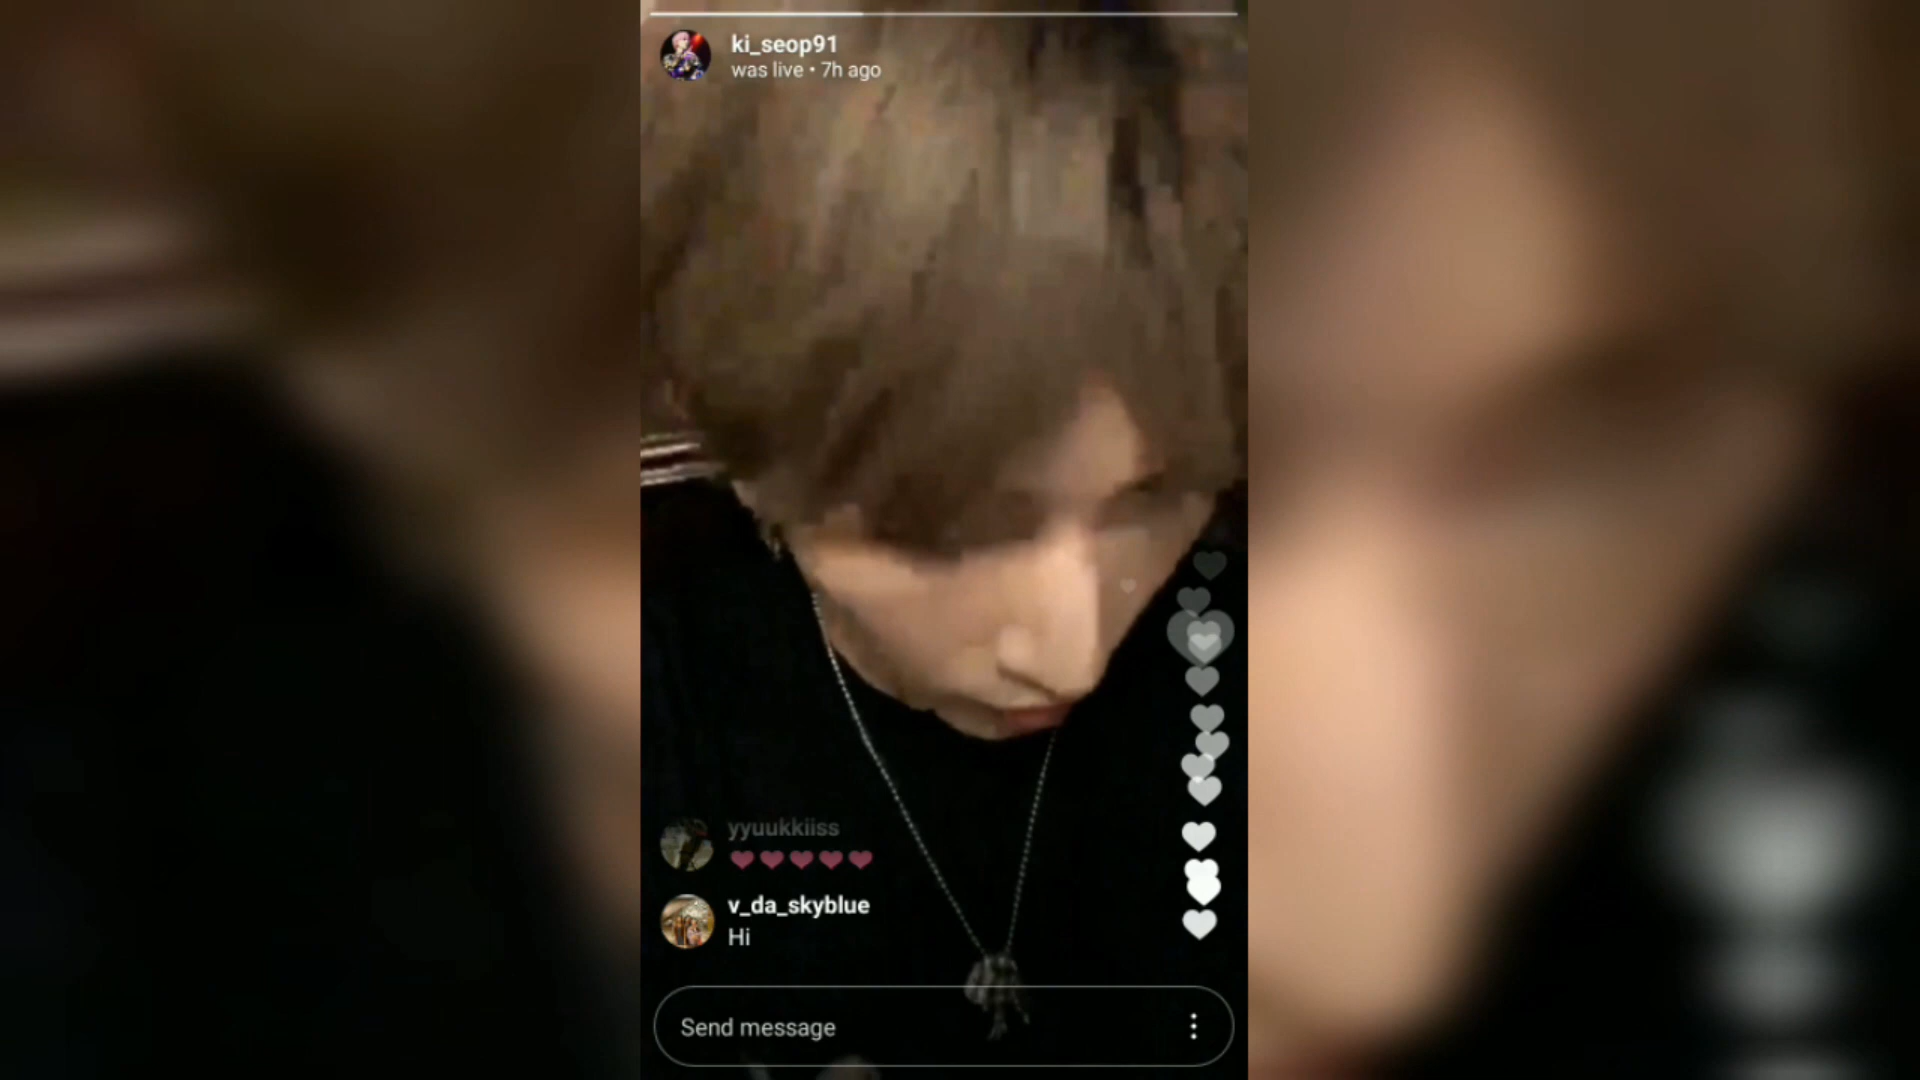 ki_seop91
was live • 7h ago
yyuukkiiss
❤❤❤❤❤
v_da_skyblue
Hi
Send message